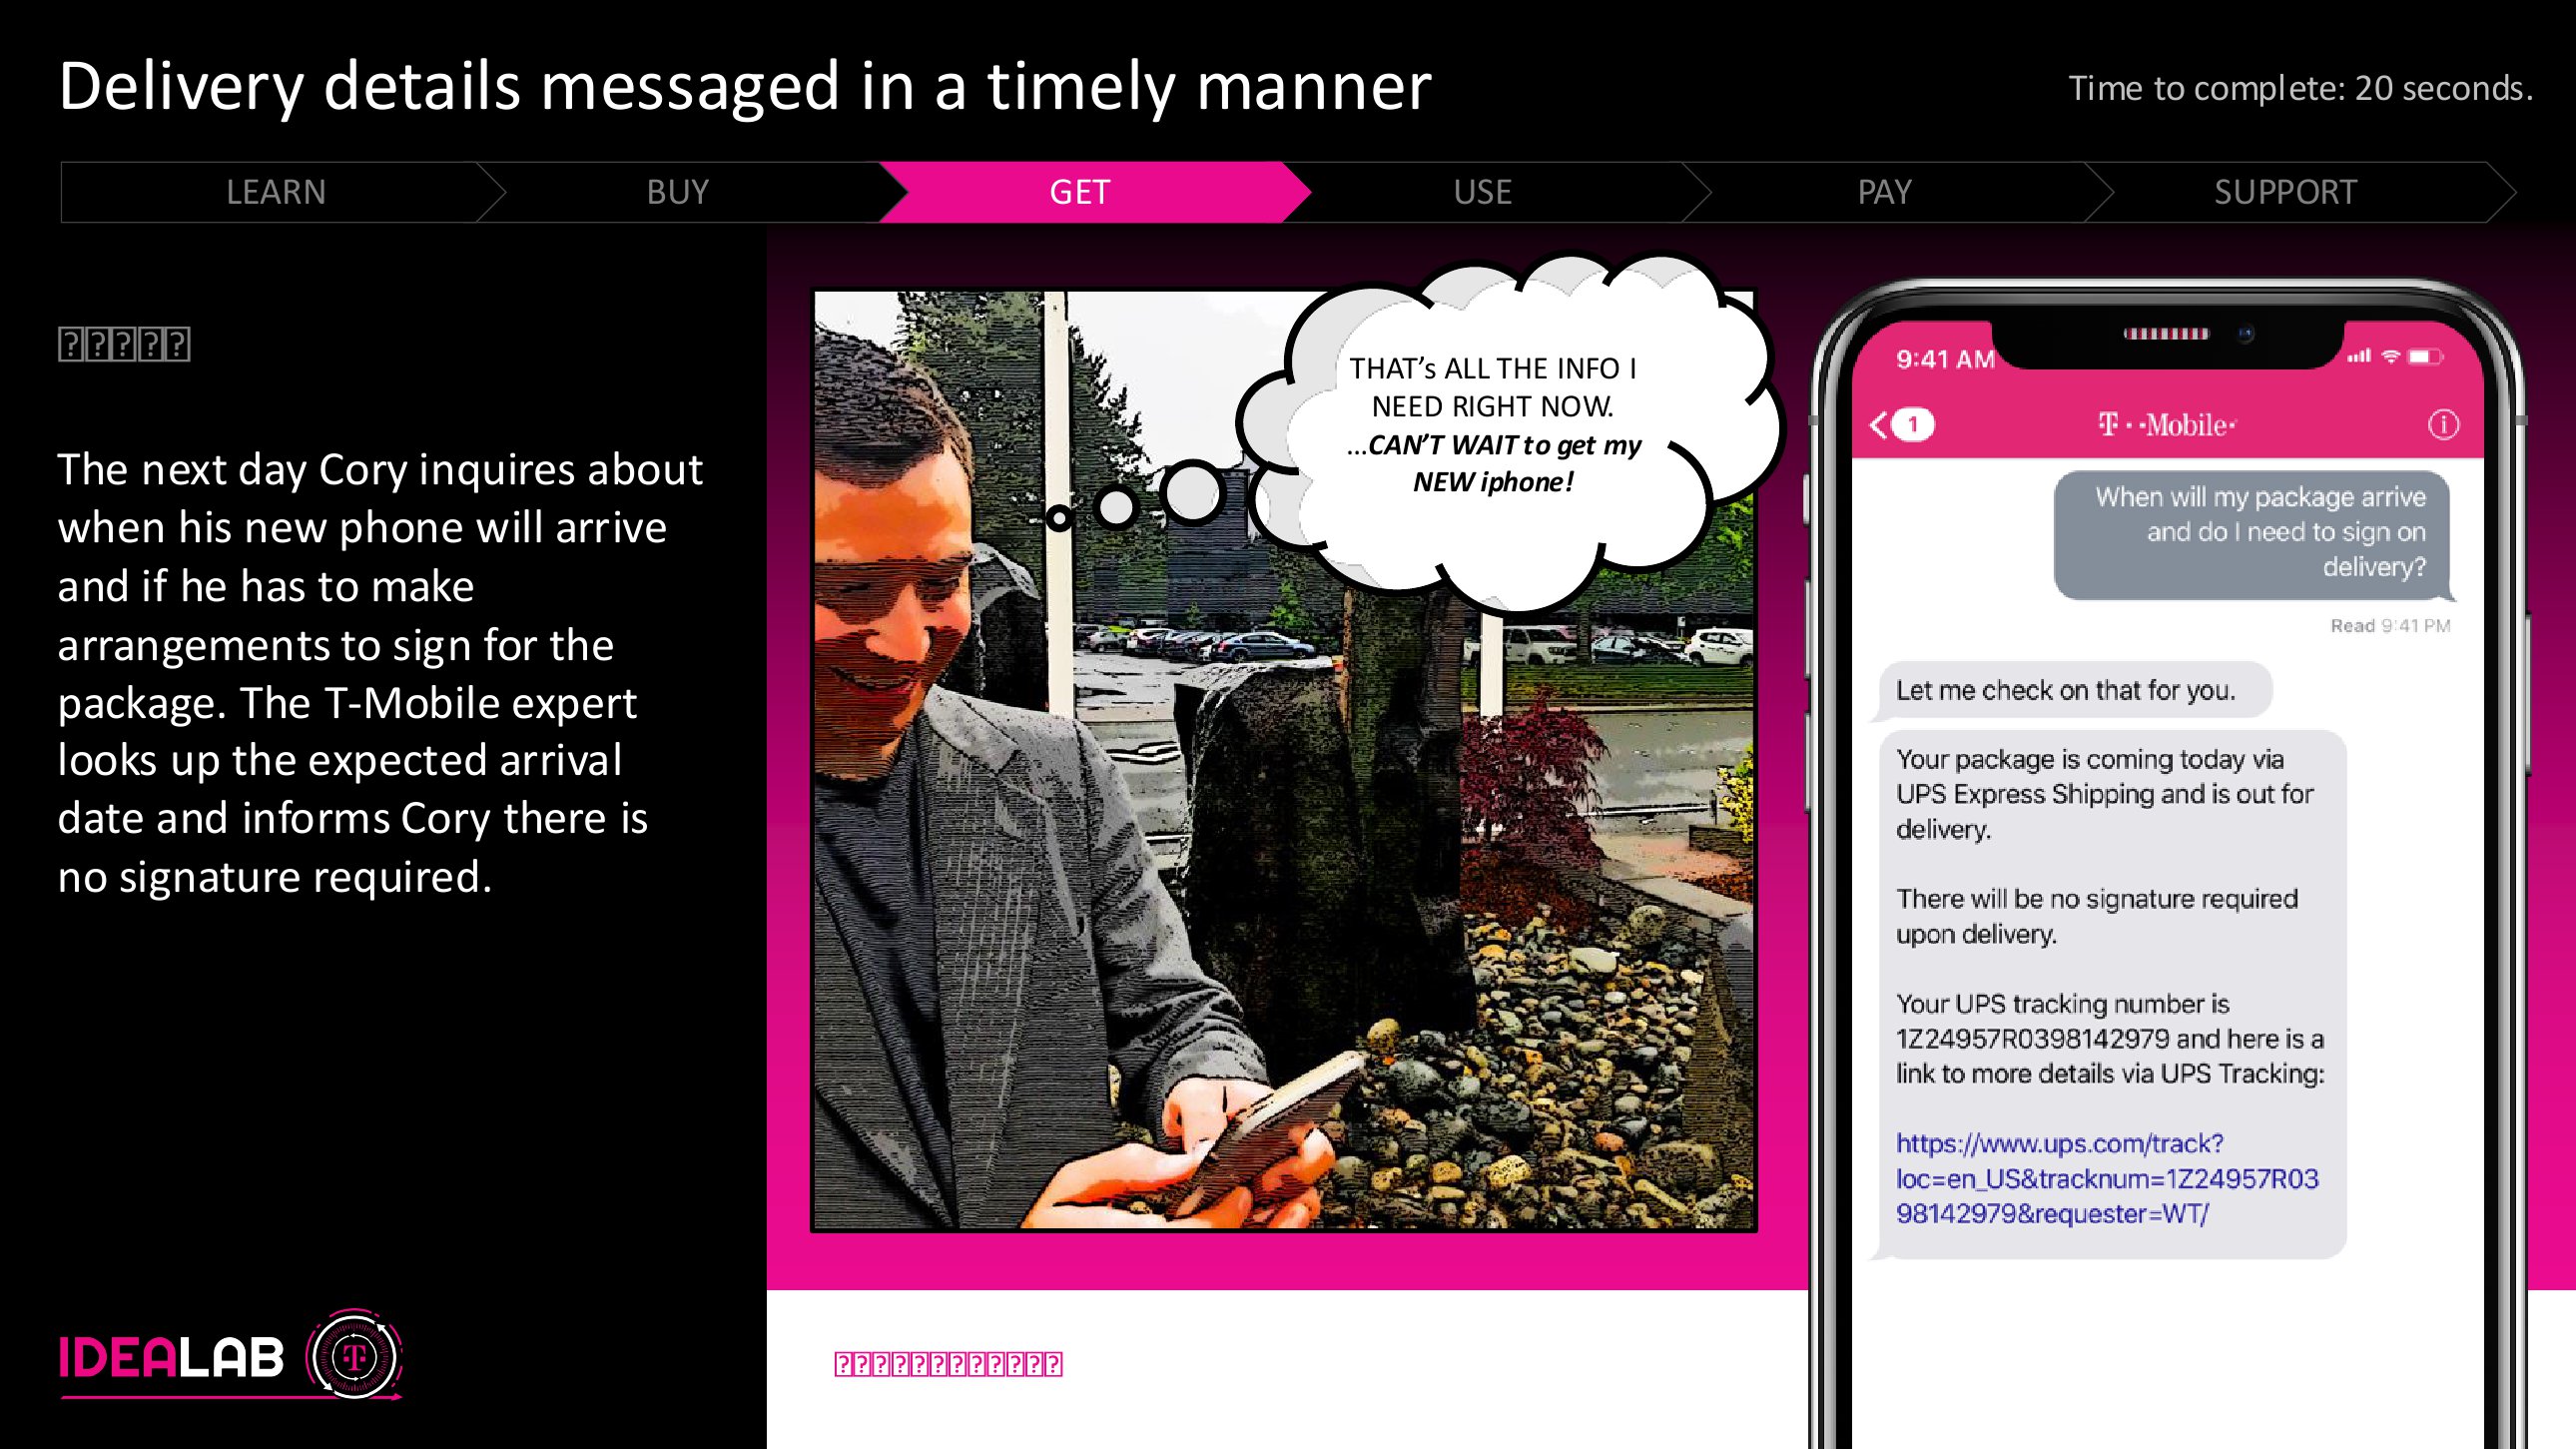 Delivery details messaged in a timely manner
Time to complete: 20 seconds.
LEARN
BUY
GET
USE
PAY
SUPPORT
The next day Cory inquires about
when his new phone will arrive
and if he has to make
arrangements to sign for the
package. The T-Mobile expert
looks up the expected arrival
date and informs Cory there is
no signature required.
THAT's ALL THE INFO I
NEED RIGHT NOW.
...CAN'T WAIT to get my
NEW iphone!
9:41 AM
1
T··Mobile·
When will my package arrive
and do I need to sign on
delivery?
Read 9:41 PM
Let me check on that for you.
Your package is coming today via
UPS Express Shipping and is out for
delivery.
There will be no signature required
upon delivery.
Your UPS tracking number is
1Z24957R0398142979 and here is a
link to more details via UPS Tracking:
https://www.ups.com/track?
loc=en_US&tracknum=1Z24957R03
98142979&requester=WT/
IDEALAB T